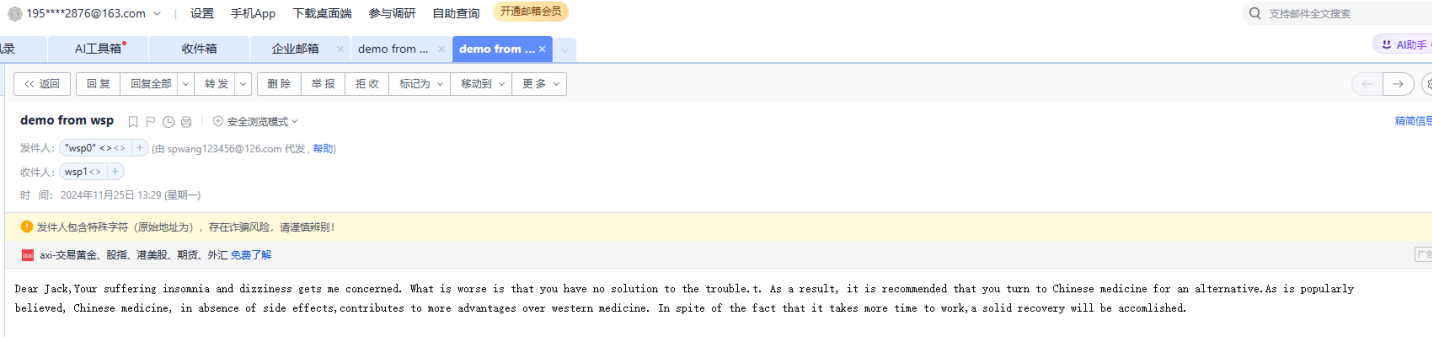 195****2876@163.com 设置 手机App 下载桌面端 参与调研 自助查询 开通邮箱会员 支持邮件全文搜索
AI工具箱 收件箱 企业邮箱 × demo from ... × demo from ... × AI助手
<< 返回 回复 回复全部 转发 删除 举报 拒收 标记为 移动到 更多 ← →
demo from wsp 安全浏览模式 精简信息
发件人: "wsp0" <><> + (由 spwang123456@126.com 代发 , 帮助)
收件人: wsp1<> +
时 间: 2024年11月25日 13:29 (星期一)
发件人包含特殊字符（原始地址为），存在诈骗风险，请谨慎辨别！
axi axi-交易黄金、股指、港美股、期货、外汇 免费了解
Dear Jack,Your suffering insomnia and dizziness gets me concerned. What is worse is that you have no solution to the trouble.t. As a result, it is recommended that you turn to Chinese medicine for an alternative.As is popularly
believed, Chinese medicine, in absence of side effects,contributes to more advantages over western medicine. In spite of the fact that it takes more time to work,a solid recovery will be accomlished.